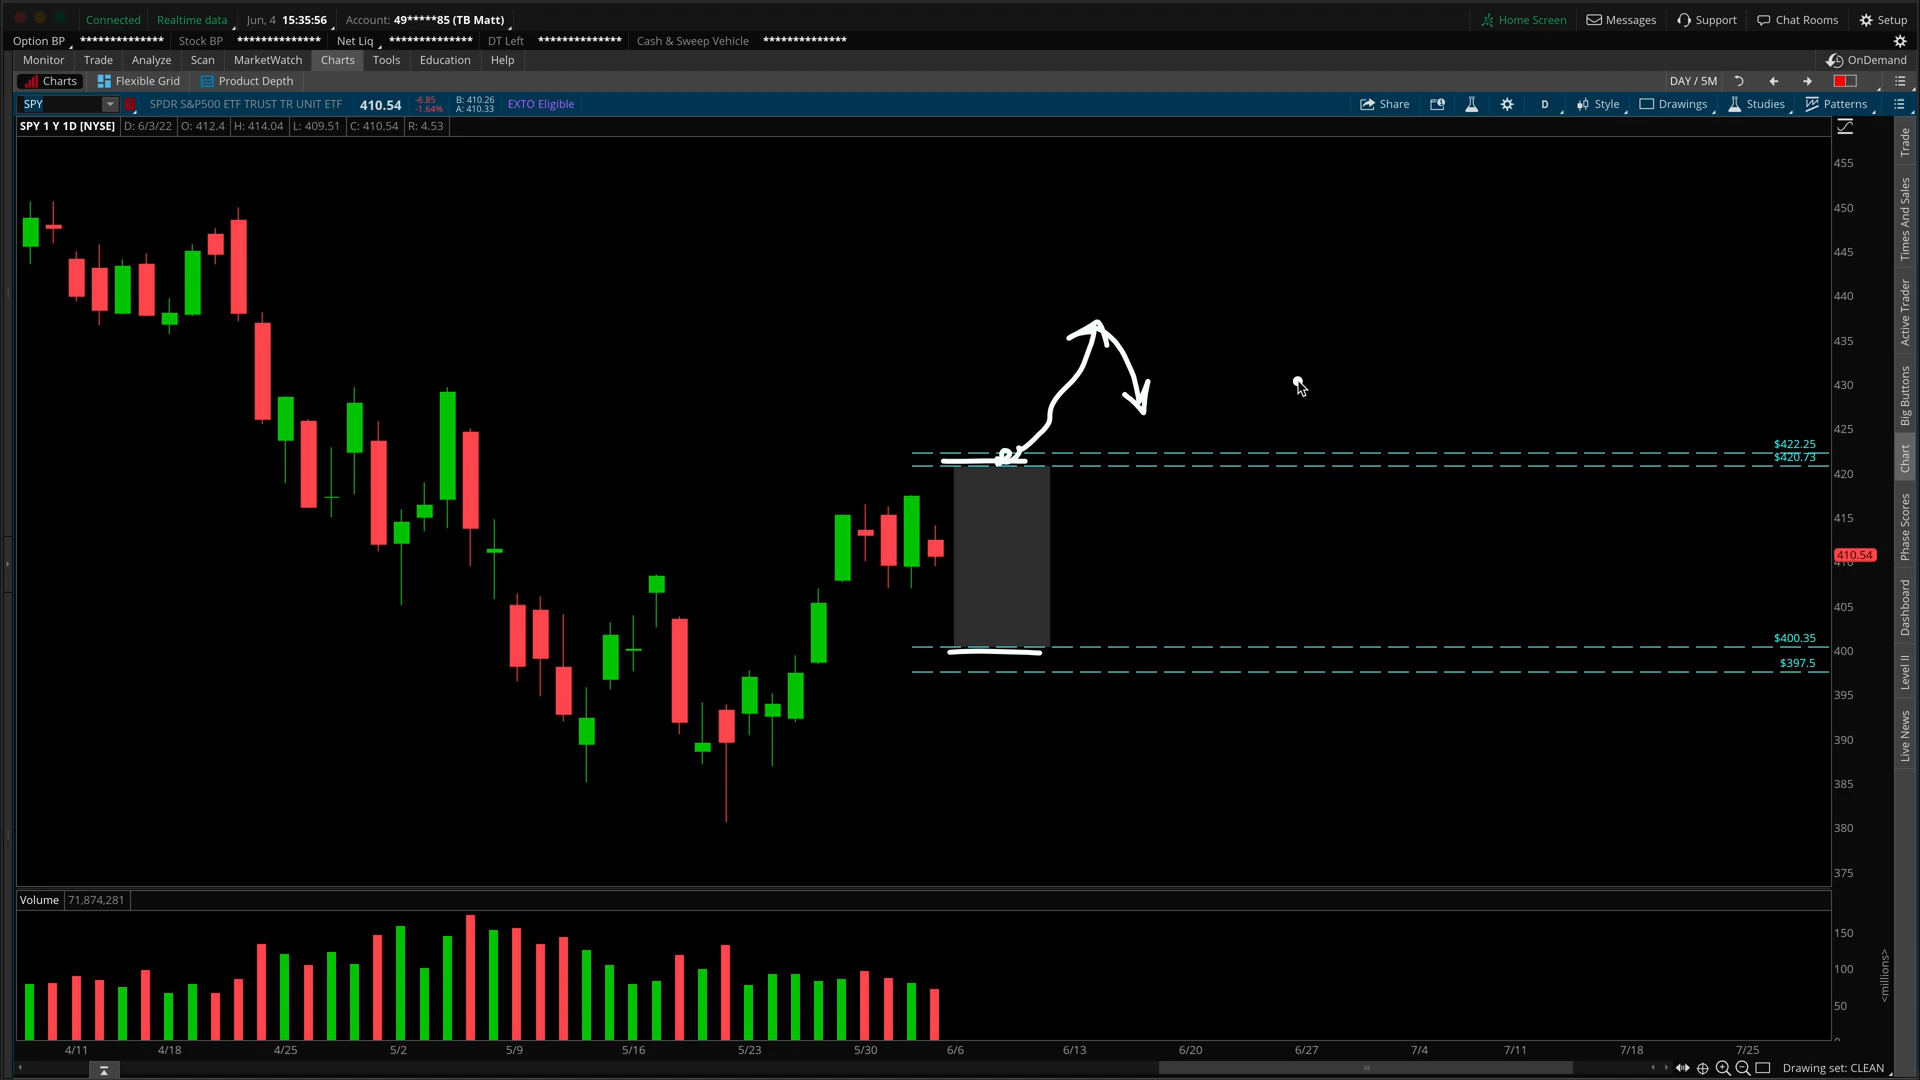 Connected Realtime data Jun, 4 15:35:56 Account: 49*****85 (TB Matt) Home Screen Messages Support Chat Rooms Setup
Option BP ************** Stock BP ************** Net Liq ************** DT Left ************** Cash & Sweep Vehicle **************
Monitor Trade Analyze Scan MarketWatch Charts Tools Education Help OnDemand
Charts Flexible Grid Product Depth DAY / 5M
SPY SPDR S&P500 ETF TRUST TR UNIT ETF 410.54 -6.85 -1.64% B: 410.26 A: 410.33 EXTO Eligible Share D Style Drawings Studies Patterns
SPY 1 Y 1D [NYSE] D: 6/3/22 O: 412.4 H: 414.04 L: 409.51 C: 410.54 R: 4.53
455
450
445
440
435
430
425
$422.25
$420.73
420
415
410.54
410
405
$400.35
400
$397.5
395
390
385
380
375
Trade
Times And Sales
Active Trader
Big Buttons
Chart
Phase Scores
Dashboard
Level II
Live News
Volume 71,874,281
150
100
50
<millions>
4/11 4/18 4/25 5/2 5/9 5/16 5/23 5/30 6/6 6/13 6/20 6/27 7/4 7/11 7/18 7/25
Drawing set: CLEAN